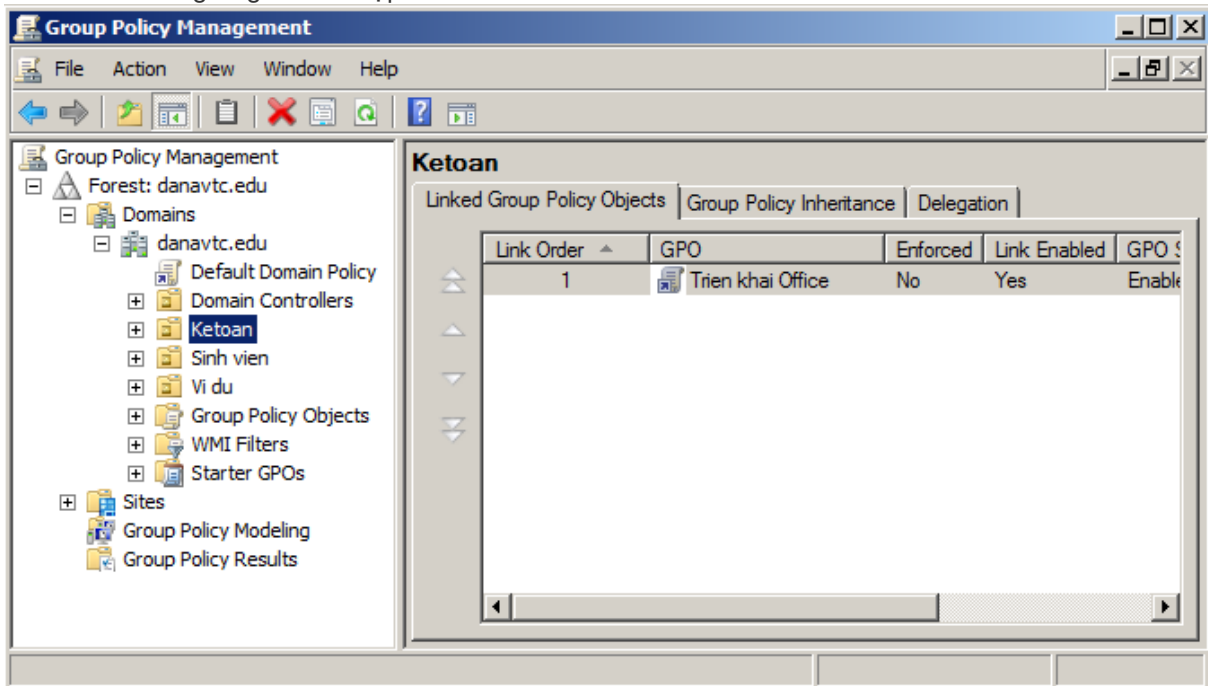 Group Policy Management
File Action View Window Help
Group Policy Management
Forest: danavtc.edu
Domains
danavtc.edu
Default Domain Policy
Domain Controllers
Ketoan
Sinh vien
Vi du
Group Policy Objects
WMI Filters
Starter GPOs
Sites
Group Policy Modeling
Group Policy Results
Ketoan
Linked Group Policy Objects Group Policy Inheritance Delegation
Link Order GPO Enforced Link Enabled GPO S
1 Trien khai Office No Yes Enable